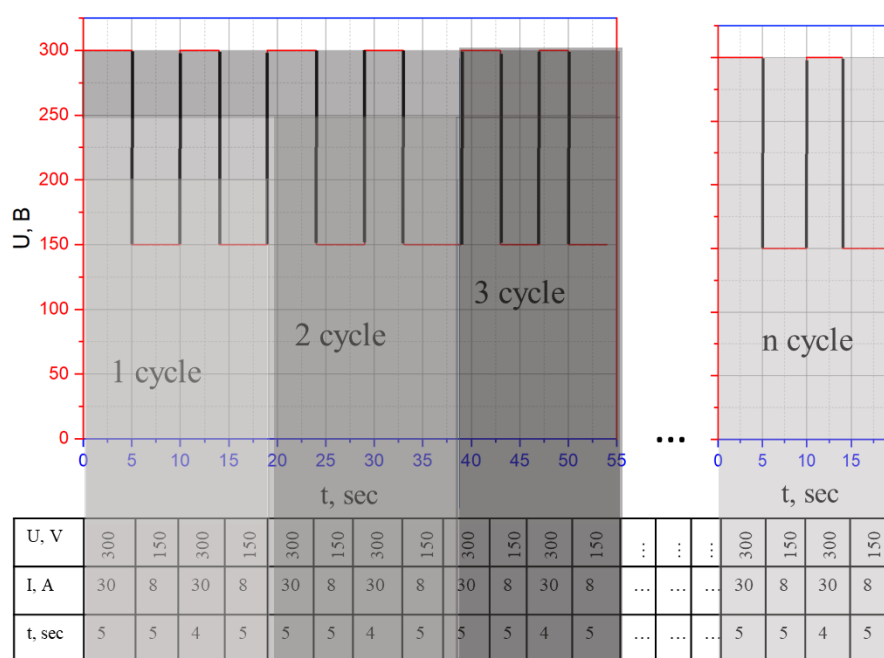 300
250
200
150
100
50
0
U, B
1 cycle
2 cycle
3 cycle
n cycle
0 5 10 15 20 25 30 35 40 45 50 55
t, sec
...
0 5 10 15
t, sec
U, V 300 150 300 150 300 150 300 150 300 150 300 150 ... ... ... 300 150 300 150
I, A 30 8 30 8 30 8 30 8 30 8 30 8 ... ... ... 30 8 30 8
t, sec 5 5 4 5 5 5 4 5 5 5 4 5 ... ... ... 5 5 4 5